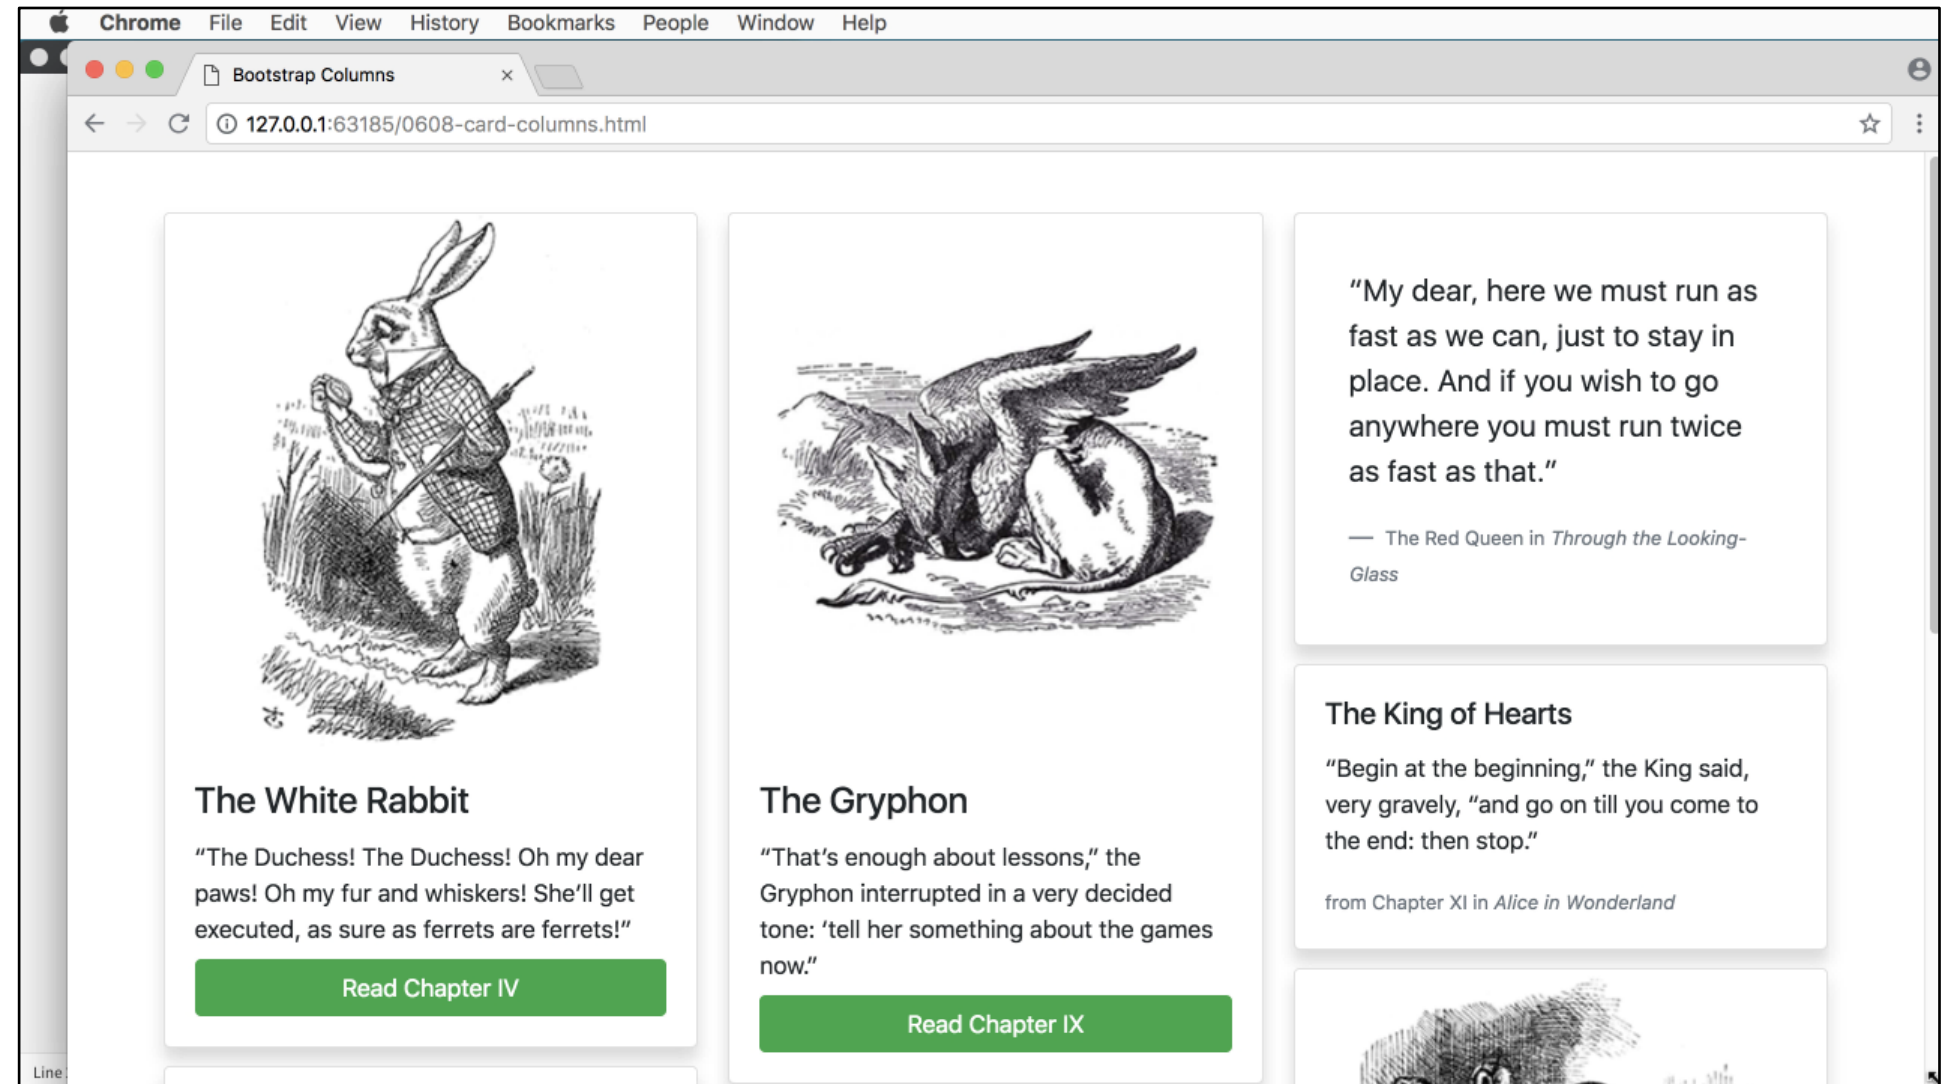 Chrome File Edit View History Bookmarks People Window Help
Bootstrap Columns
127.0.0.1:63185/0608-card-columns.html
The White Rabbit
“The Duchess! The Duchess! Oh my dear
paws! Oh my fur and whiskers! She’ll get
executed, as sure as ferrets are ferrets!”
Read Chapter IV
The Gryphon
“That’s enough about lessons,” the
Gryphon interrupted in a very decided
tone: ‘tell her something about the games
now.”
Read Chapter IX
“My dear, here we must run as
fast as we can, just to stay in
place. And if you wish to go
anywhere you must run twice
as fast as that.”
— The Red Queen in Through the Looking-
Glass
The King of Hearts
“Begin at the beginning,” the King said,
very gravely, “and go on till you come to
the end: then stop.”
from Chapter XI in Alice in Wonderland
Line